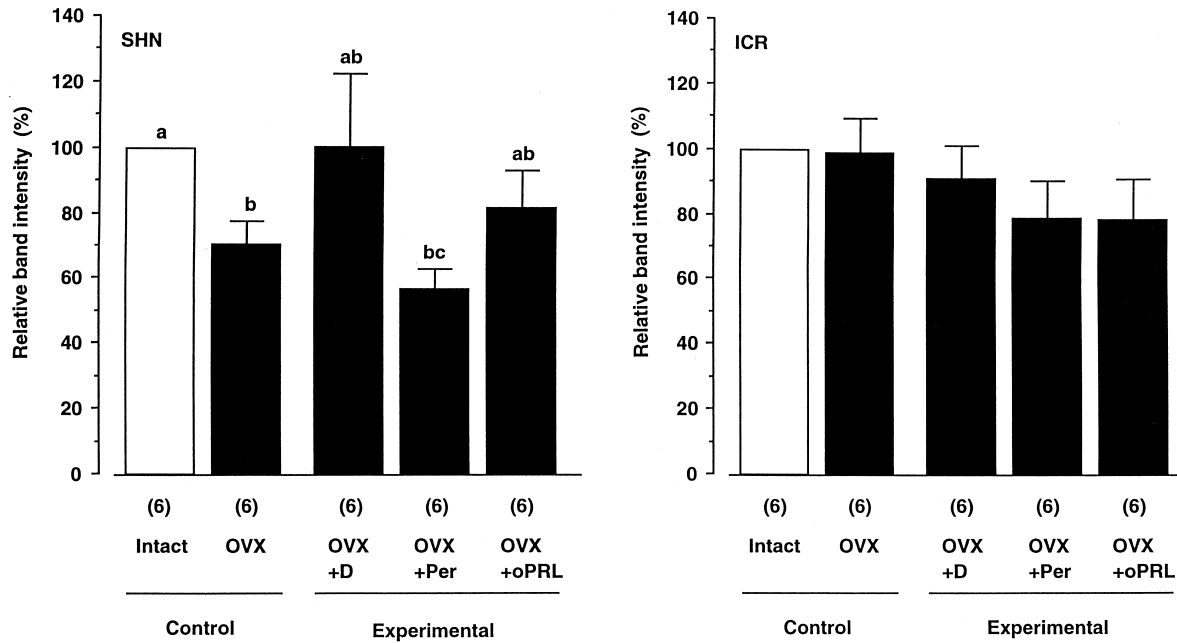 SHN
Relative band intensity (%)
140
120
100
80
60
40
20
0
a
b
ab
bc
ab
(6) (6) (6) (6) (6)
Intact OVX OVX OVX OVX
+D +Per +oPRL
Control Experimental
ICR
Relative band intensity (%)
140
120
100
80
60
40
20
0
(6) (6) (6) (6) (6)
Intact OVX OVX OVX OVX
+D +Per +oPRL
Control Experimental